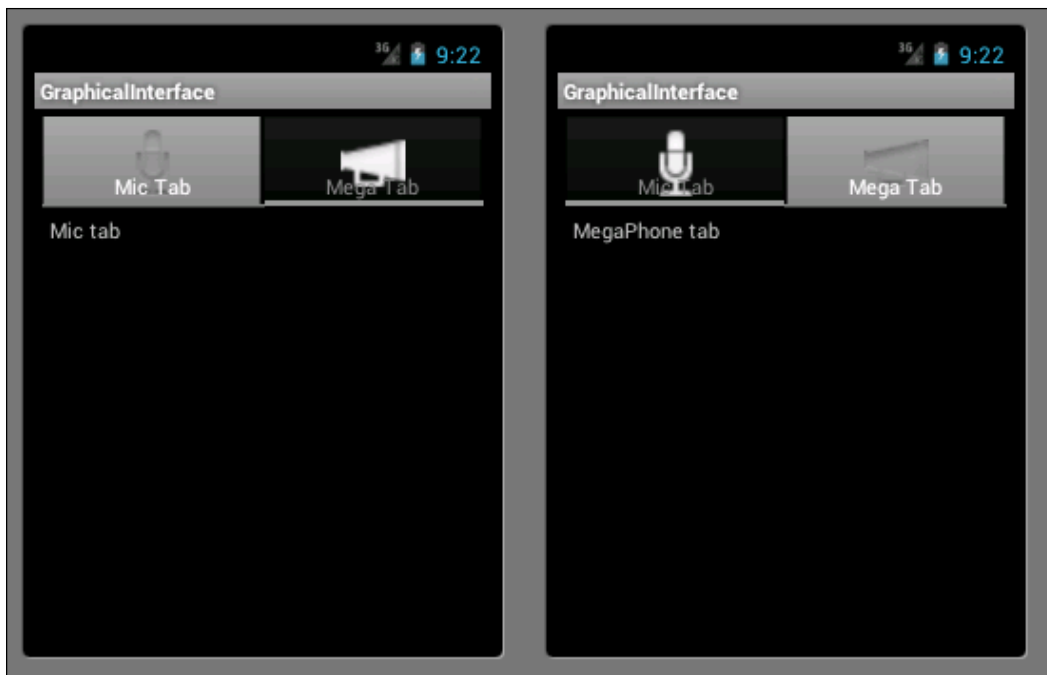 3G 9:22
GraphicalInterface
Mic Tab Mega Tab
Mic tab
3G 9:22
GraphicalInterface
Mic Tab Mega Tab
MegaPhone tab